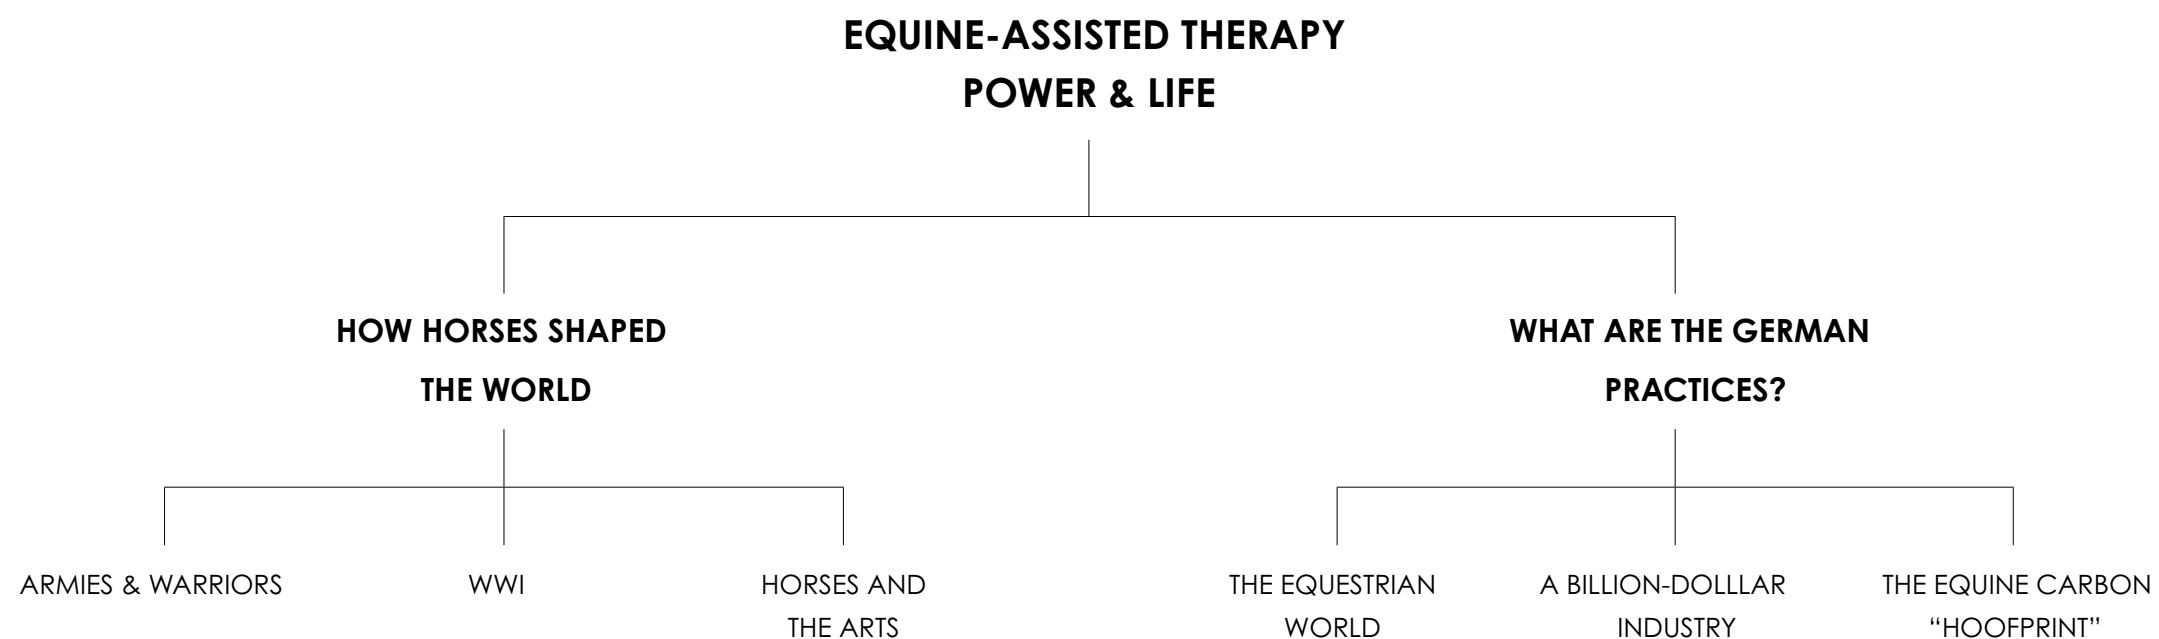 EQUINE-ASSISTED THERAPY
POWER & LIFE
HOW HORSES SHAPED
THE WORLD
WHAT ARE THE GERMAN
PRACTICES?
ARMIES & WARRIORS
WWI
HORSES AND
THE ARTS
THE EQUESTRIAN
WORLD
A BILLION-DOLLLAR
INDUSTRY
THE EQUINE CARBON
“HOOFPRINT”